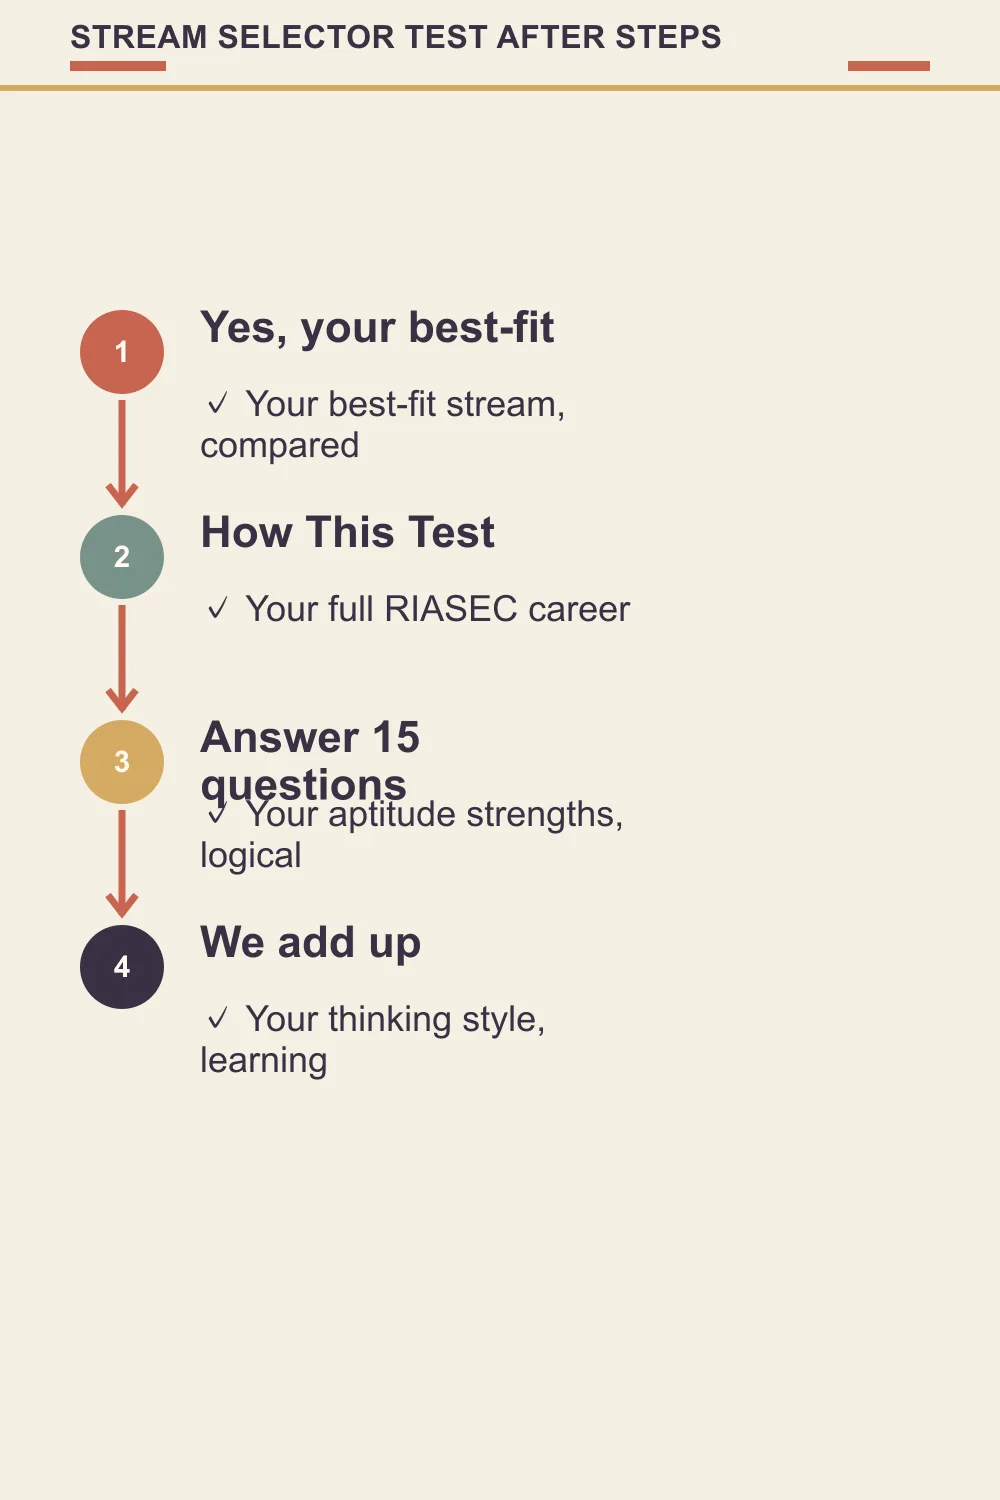 STREAM SELECTOR TEST AFTER STEPS
1
Yes, your best-fit
✓ Your best-fit stream,
compared
2
How This Test
✓ Your full RIASEC career
3
Answer 15
questions
✓ Your aptitude strengths,
logical
4
We add up
✓ Your thinking style,
learning